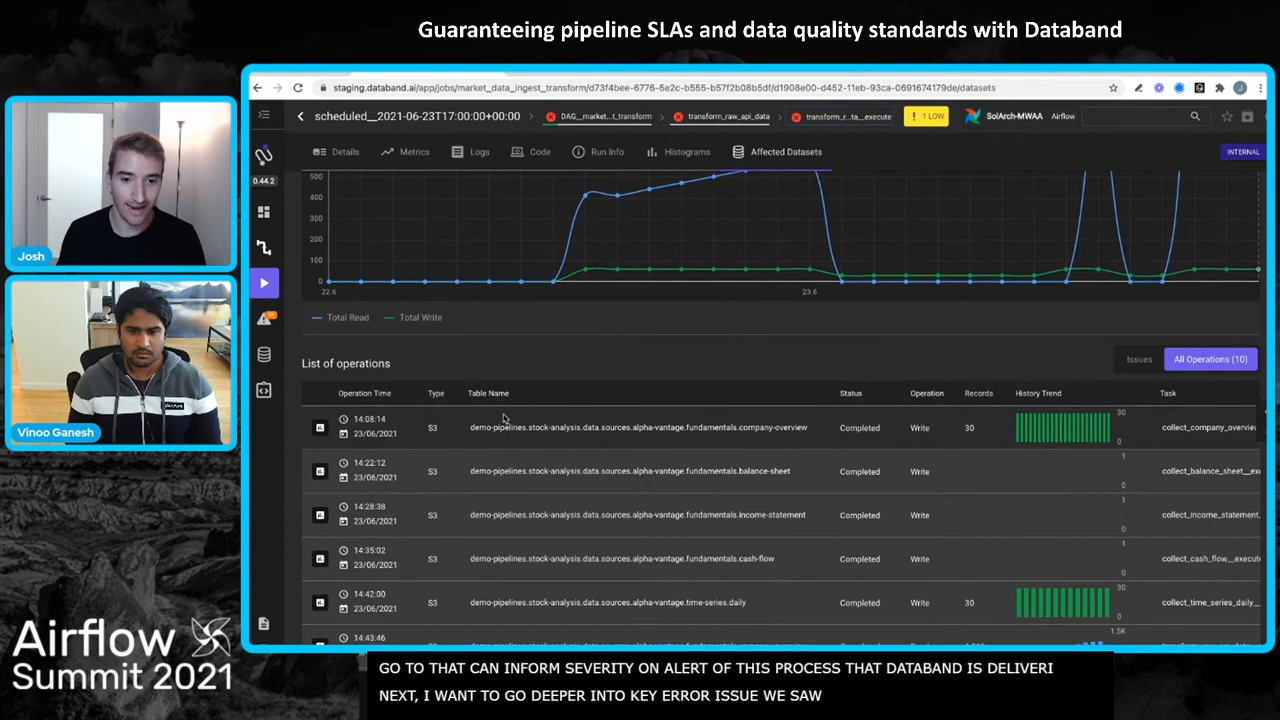 Guaranteeing pipeline SLAs and data quality standards with Databand
staging.databand.ai/app/jobs/market_data_ingest_transform/d73f4bee-6776-5e2c-b555-b57f2b08b5df/d1908e00-d452-11eb-93ca-0691674179de/datasets
scheduled__2021-06-23T17:00:00+00:00
DAG__market...t_transform
transform_raw_api_data
transform_r...ta__execute
! 1 LOW
SolArch-MWAA Airflow
0.44.2
Details Metrics Logs Code Run Info Histograms Affected Datasets
INTERNAL
500
400
300
200
100
0
22.6 23.6
Total Read Total Write
List of operations
Issues All Operations (10)
Operation Time Type Table Name Status Operation Records History Trend Task
14:08:14
23/06/2021
S3 demo-pipelines.stock-analysis.data.sources.alpha-vantage.fundamentals.company-overview Completed Write 30 30 0 collect_company_overvie
14:22:12
23/06/2021
S3 demo-pipelines.stock-analysis.data.sources.alpha-vantage.fundamentals.balance-sheet Completed Write 1 0 collect_balance_sheet__ex
14:28:38
23/06/2021
S3 demo-pipelines.stock-analysis.data.sources.alpha-vantage.fundamentals.income-statement Completed Write 1 0 collect_income_statement_
14:35:02
23/06/2021
S3 demo-pipelines.stock-analysis.data.sources.alpha-vantage.fundamentals.cash-flow Completed Write 1 0 collect_cash_flow__execut
14:42:00
23/06/2021
S3 demo-pipelines.stock-analysis.data.sources.alpha-vantage.time-series.daily Completed Write 30 30 0 collect_time_series_daily__
14:43:46
1.5K
Josh
Vinoo Ganesh
Airflow
Summit 2021
GO TO THAT CAN INFORM SEVERITY ON ALERT OF THIS PROCESS THAT DATABAND IS DELIVERI
NEXT, I WANT TO GO DEEPER INTO KEY ERROR ISSUE WE SAW